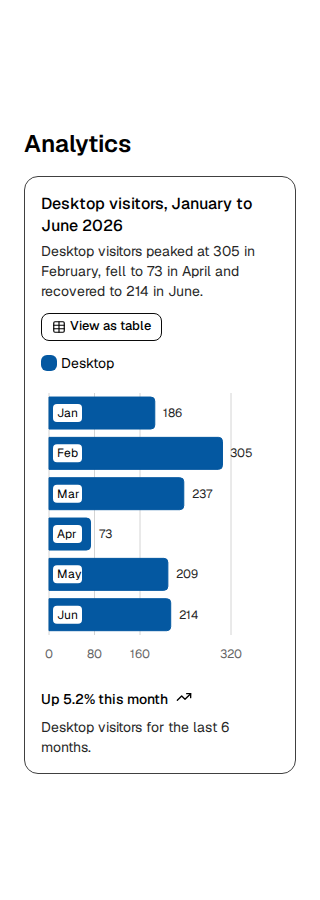 Analytics
Desktop visitors, January to
June 2026
Desktop visitors peaked at 305 in
February, fell to 73 in April and
recovered to 214 in June.
View as table
Desktop
Jan 186
Feb 305
Mar 237
Apr 73
May 209
Jun 214
0 80 160 320
Up 5.2% this month
Desktop visitors for the last 6
months.